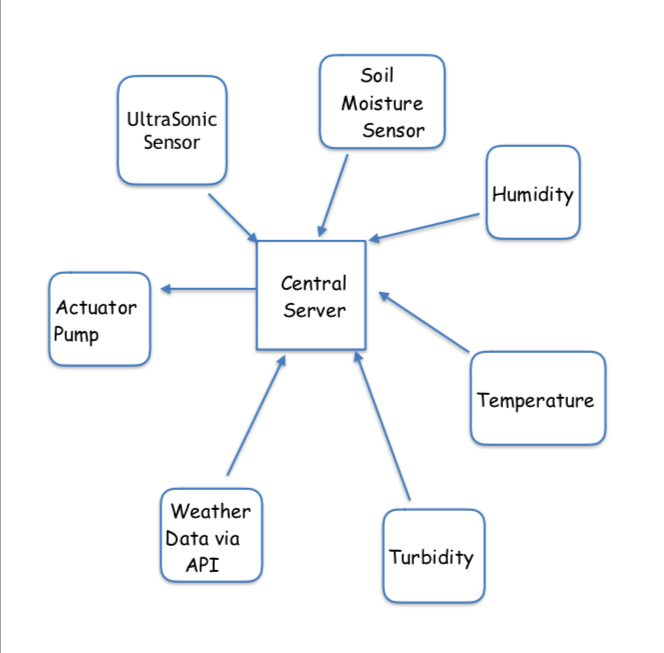 Soil
Moisture
Sensor
UltraSonic
Sensor
Humidity
Central
Server
Actuator
Pump
Temperature
Weather
Data via
API
Turbidity